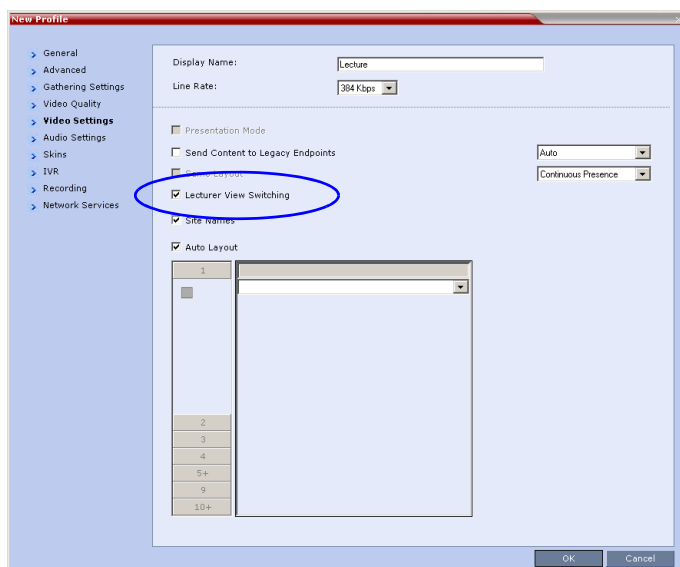 New Profile
General
Advanced
Gathering Settings
Video Quality
Video Settings
Audio Settings
Skins
IVR
Recording
Network Services
Display Name: Lecture
Line Rate: 384 Kbps
Presentation Mode
Send Content to Legacy Endpoints Auto
Same Layout Continuous Presence
Lecturer View Switching
Site Names
Auto Layout
1
2
3
4
5+
9
10+
OK Cancel